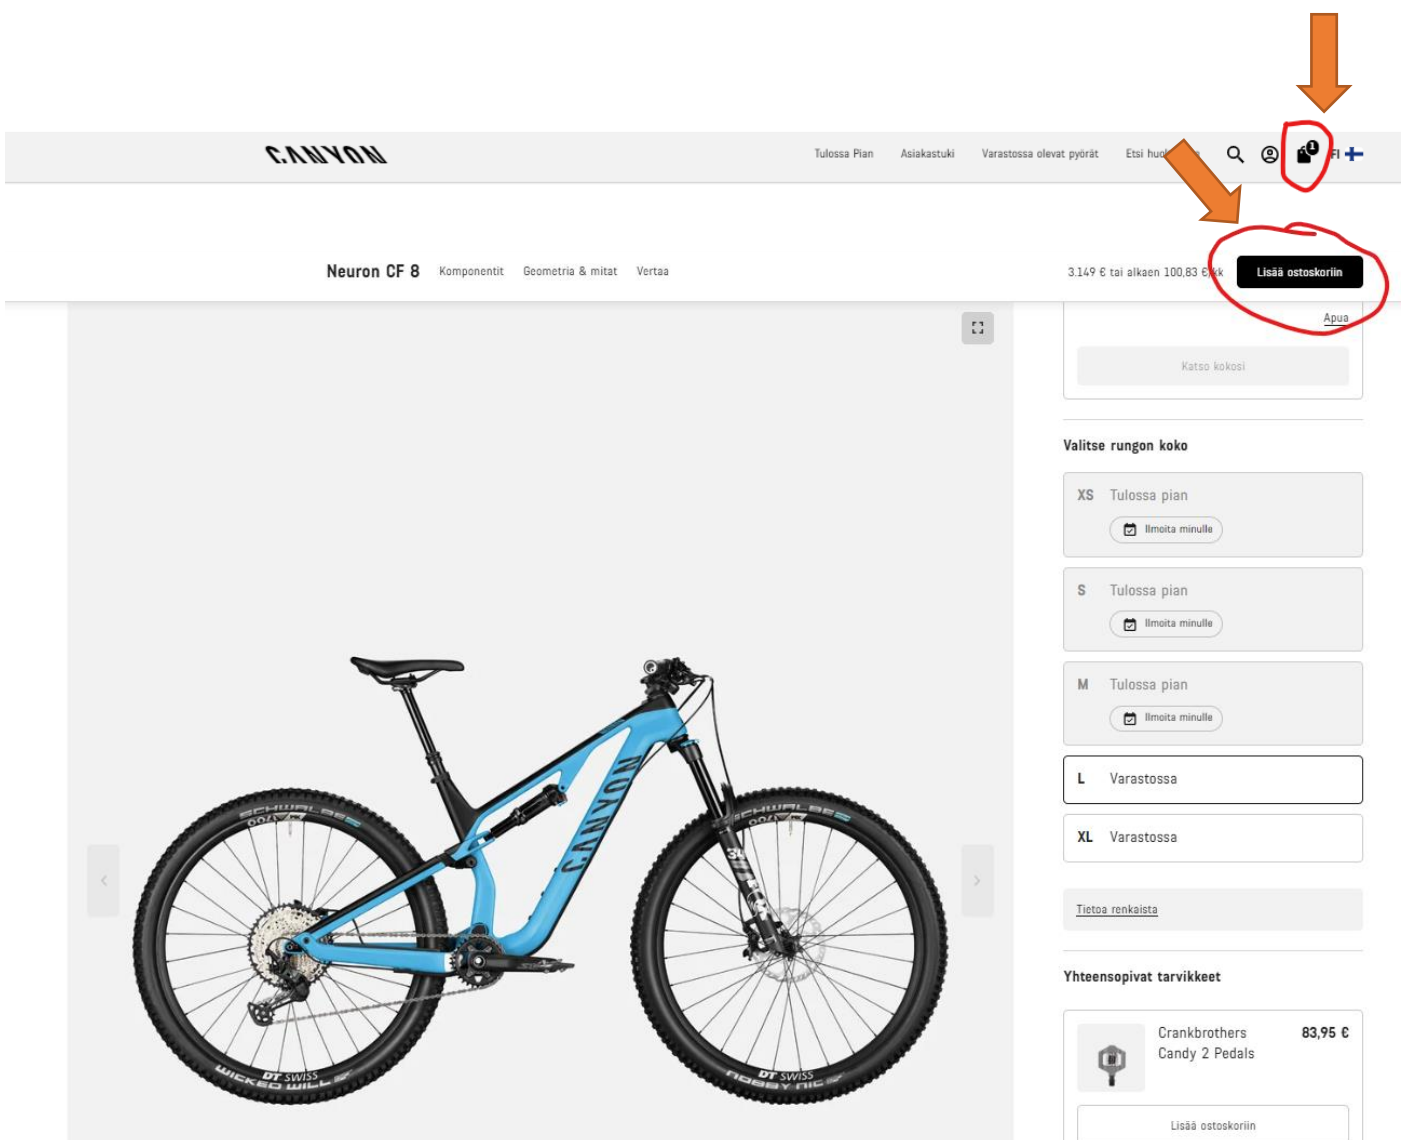 CANYON
Tulossa Pian Asiakastuki Varastossa olevat pyörät Etsi
1
FI
Neuron CF 8 Komponentit Geometria & mitat Vertaa
3.149 € tai alkaen 100,83 €/kk Lisää ostoskoriin
Apua
Katso kokosi
Valitse rungon koko
XS Tulossa pian
Ilmoita minulle
S Tulossa pian
Ilmoita minulle
M Tulossa pian
Ilmoita minulle
L Varastossa
XL Varastossa
Tietoa renkaista
Yhteensopivat tarvikkeet
Crankbrothers 83,95 €
Candy 2 Pedals
Lisää ostoskoriin
CANYON
SCHWALBE
SCHWALBE
34
WICKED WILL
DT SWISS
DT SWISS
NOBBY NIC